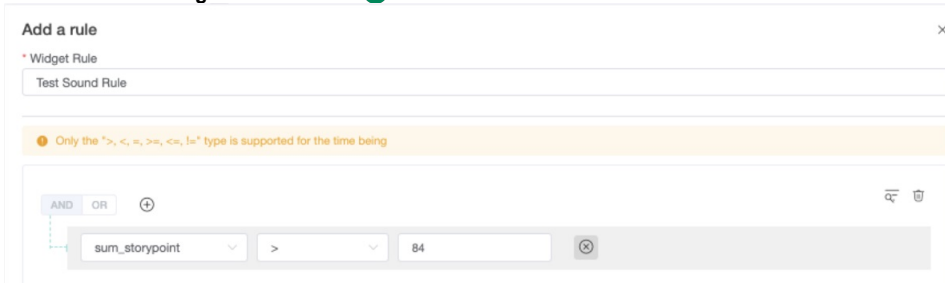 Add a rule
* Widget Rule
Test Sound Rule
Only the ">, <, =, >=, <=, !=" type is supported for the time being
AND OR
sum_storypoint > 84